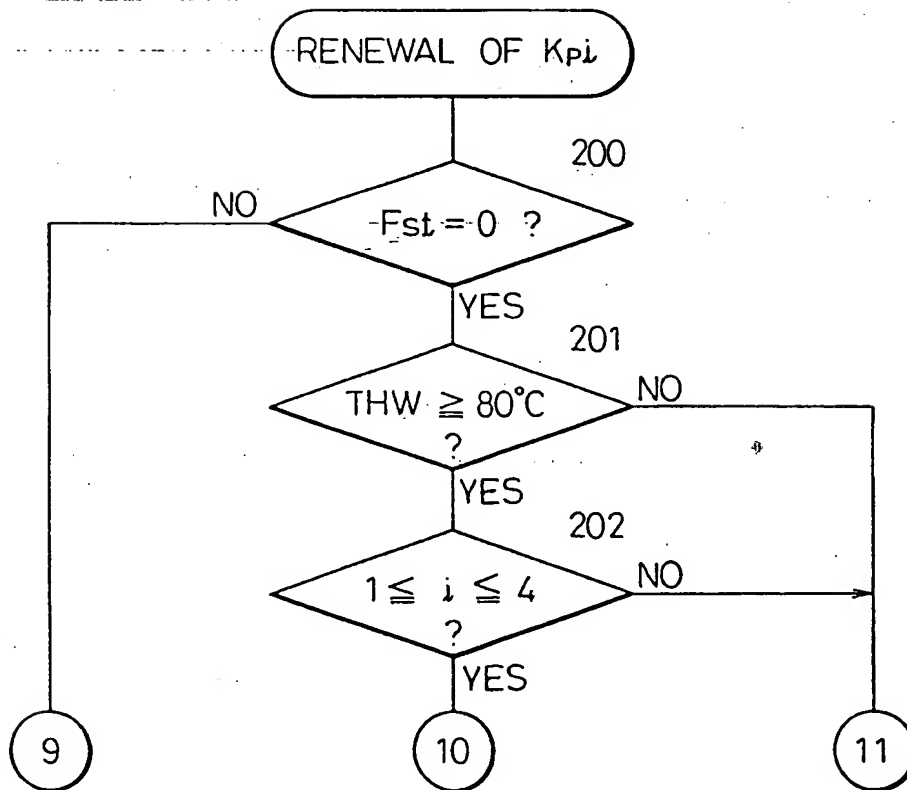 RENEWAL OF Kpi
200
NO
Fst = 0 ?
YES
201
THW ≧ 80°C
?
NO
YES
202
1 ≦ i ≦ 4
?
NO
YES
9
10
11